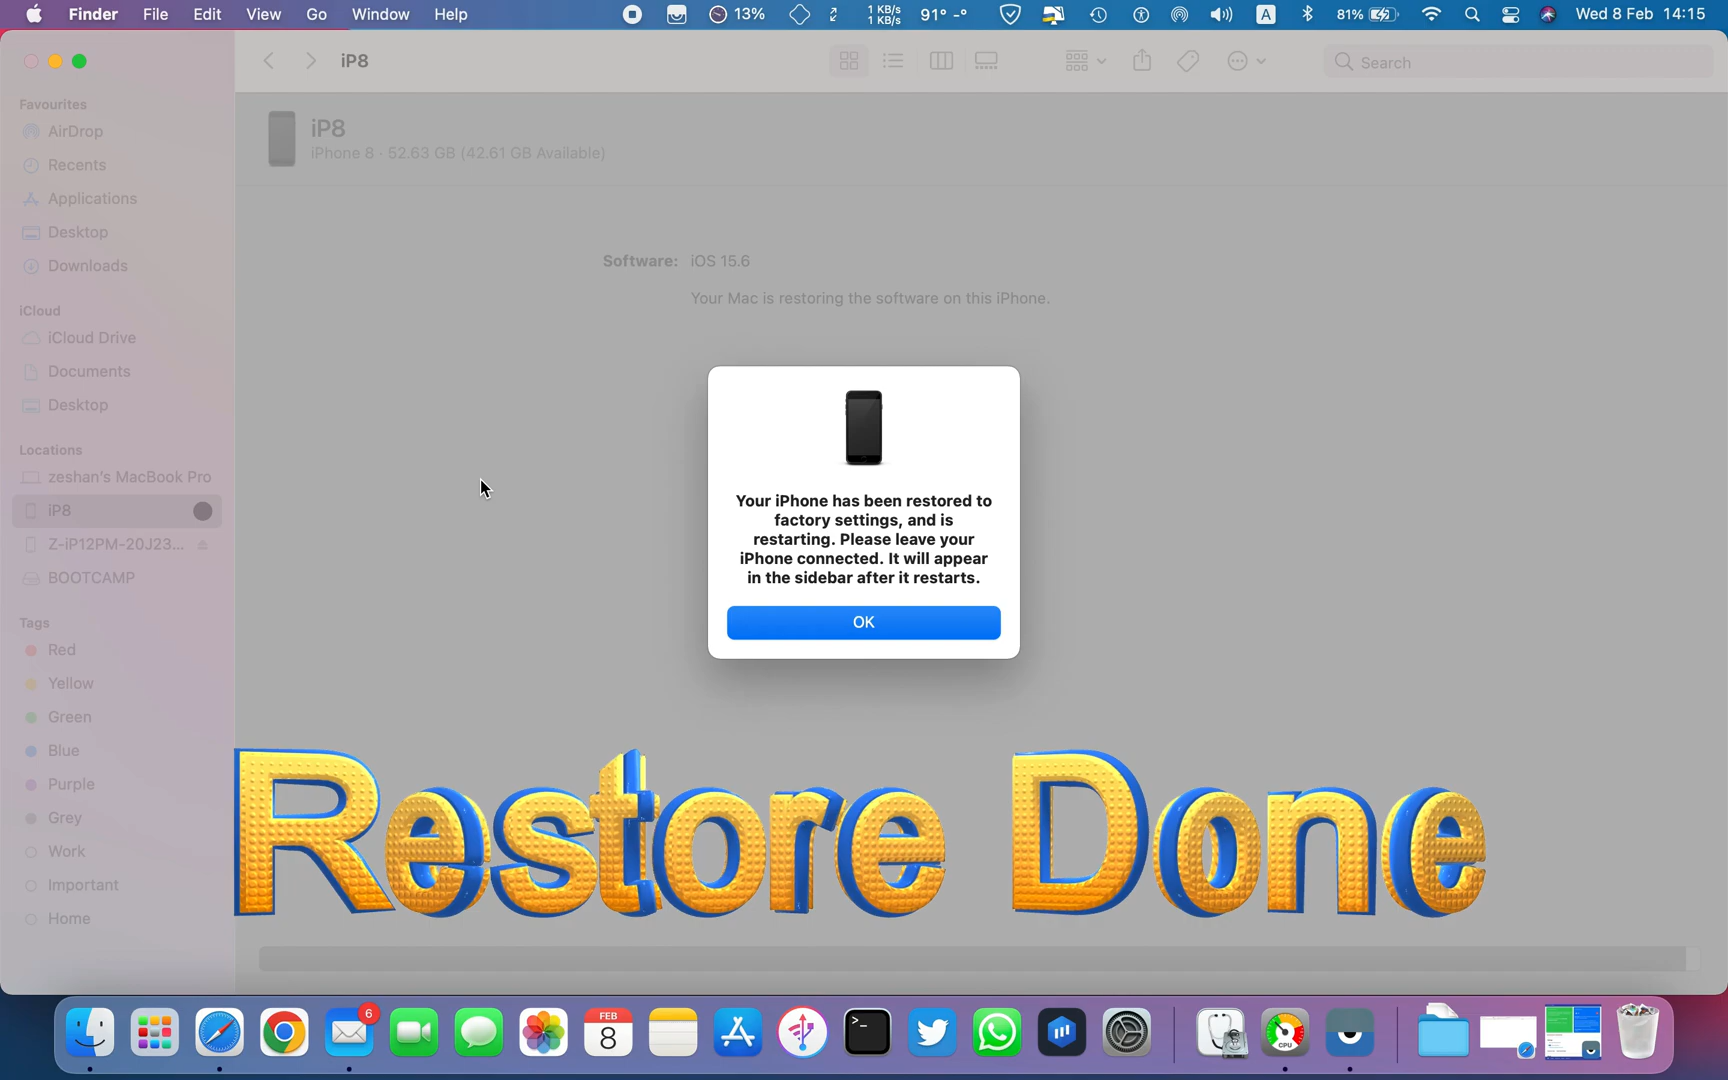 Finder File Edit View Go Window Help 13% 1 KB/s 1 KB/s 91° -° A 81% Wed 8 Feb 14:15
iP8
Search
Favourites
AirDrop
Recents
Applications
Desktop
Downloads
iCloud
iCloud Drive
Documents
Desktop
Locations
zeshan's MacBook Pro
iP8
Z-iP12PM-20J23...
BOOTCAMP
Tags
Red
Yellow
Green
Blue
Purple
Grey
Work
Important
Home
iP8
iPhone 8 · 52.63 GB (42.61 GB Available)
Software: iOS 15.6
Your Mac is restoring the software on this iPhone.
Your iPhone has been restored to
factory settings, and is
restarting. Please leave your
iPhone connected. It will appear
in the sidebar after it restarts.
OK
Restore Done
6
FEB
8
>_
CPU